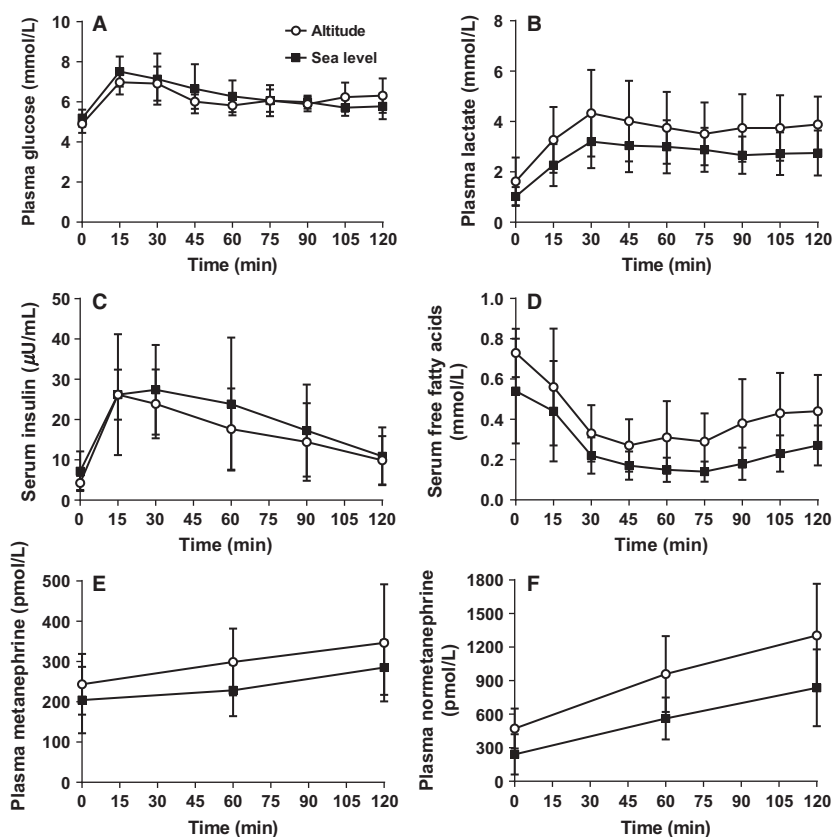 A
Altitude
Sea level
Plasma glucose (mmol/L)
10
8
6
4
2
0
0 15 30 45 60 75 90 105 120
Time (min)
B
Plasma lactate (mmol/L)
8
6
4
2
0
0 15 30 45 60 75 90 105 120
Time (min)
C
Serum insulin (µU/mL)
50
40
30
20
10
0
0 15 30 45 60 75 90 105 120
Time (min)
D
Serum free fatty acids
(mmol/L)
1.0
0.8
0.6
0.4
0.2
0.0
0 15 30 45 60 75 90 105 120
Time (min)
E
Plasma metanephrine (pmol/L)
500
400
300
200
100
0
0 15 30 45 60 75 90 105 120
Time (min)
F
Plasma normetanephrine
(pmol/L)
1800
1500
1200
900
600
300
0
0 15 30 45 60 75 90 105 120
Time (min)